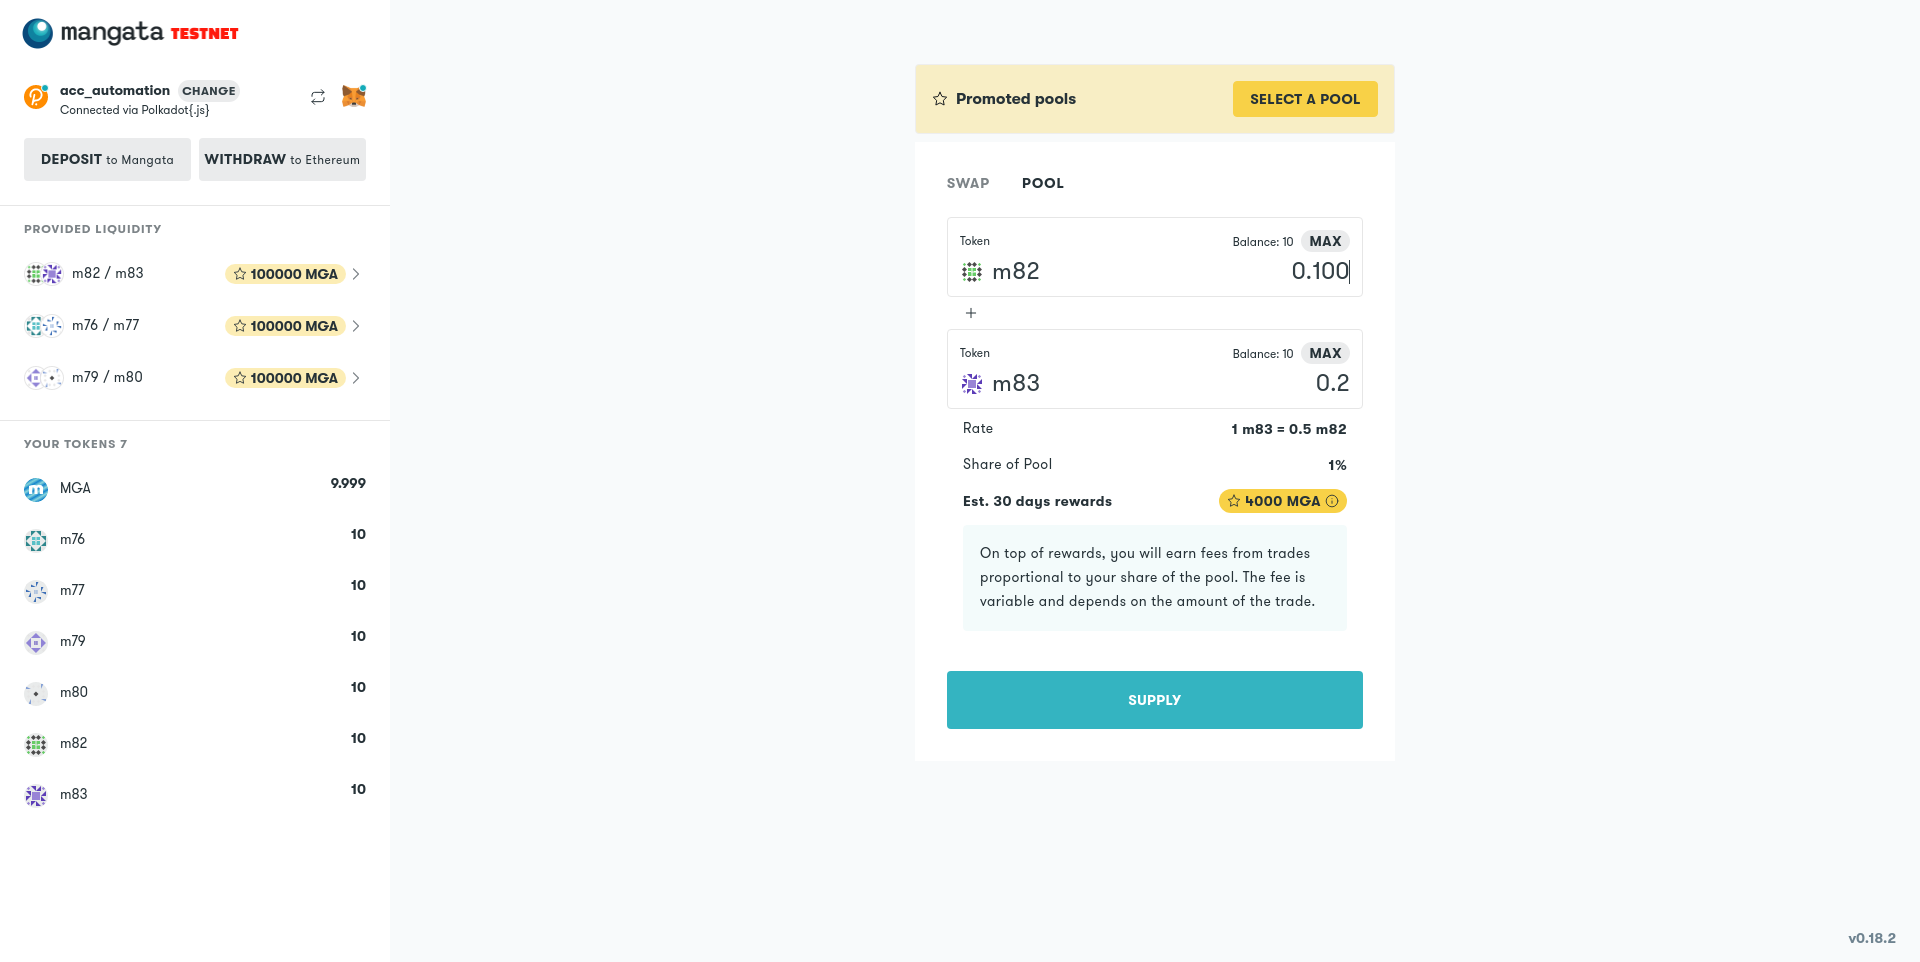 mangata TESTNET
acc_automation CHANGE
Connected via Polkadot{.js}
DEPOSIT to Mangata
WITHDRAW to Ethereum
PROVIDED LIQUIDITY
m82 / m83 100000 MGA
m76 / m77 100000 MGA
m79 / m80 100000 MGA
YOUR TOKENS 7
MGA 9.999
m76 10
m77 10
m79 10
m80 10
m82 10
m83 10
Promoted pools SELECT A POOL
SWAP POOL
Token Balance: 10 MAX
m82 0.100
+
Token Balance: 10 MAX
m83 0.2
Rate 1 m83 = 0.5 m82
Share of Pool 1%
Est. 30 days rewards 4000 MGA
On top of rewards, you will earn fees from trades
proportional to your share of the pool. The fee is
variable and depends on the amount of the trade.
SUPPLY
v0.18.2